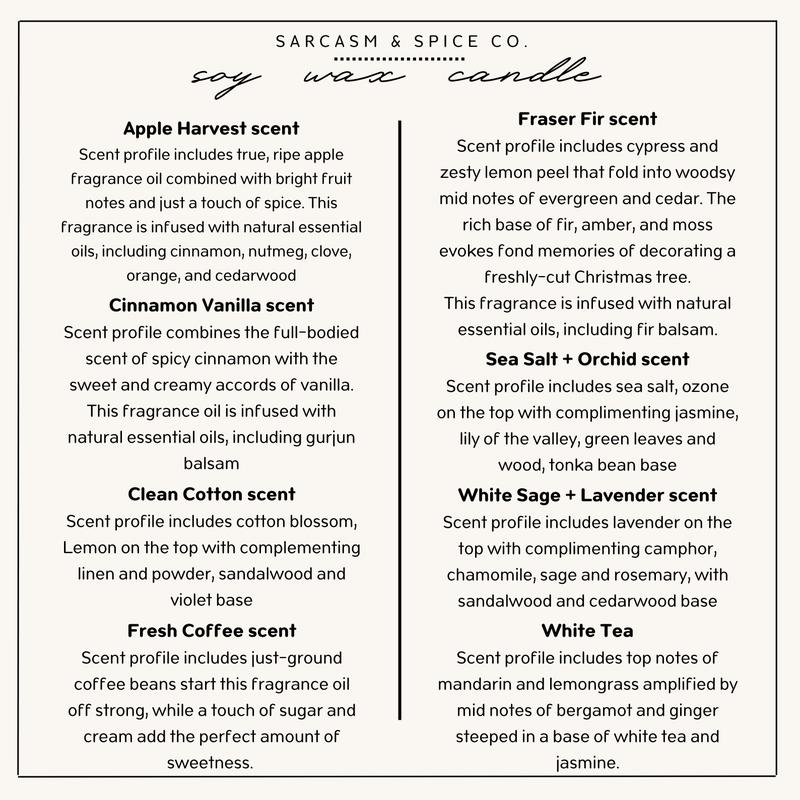 SARCASM & SPICE CO.
soy wax candle
Apple Harvest scent
Scent profile includes true, ripe apple
fragrance oil combined with bright fruit
notes and just a touch of spice. This
fragrance is infused with natural essential
oils, including cinnamon, nutmeg, clove,
orange, and cedarwood
Cinnamon Vanilla scent
Scent profile combines the full-bodied
scent of spicy cinnamon with the
sweet and creamy accords of vanilla.
This fragrance oil is infused with
natural essential oils, including gurjun
balsam
Clean Cotton scent
Scent profile includes cotton blossom,
Lemon on the top with complementing
linen and powder, sandalwood and
violet base
Fresh Coffee scent
Scent profile includes just-ground
coffee beans start this fragrance oil
off strong, while a touch of sugar and
cream add the perfect amount of
sweetness.
Fraser Fir scent
Scent profile includes cypress and
zesty lemon peel that fold into woodsy
mid notes of evergreen and cedar. The
rich base of fir, amber, and moss
evokes fond memories of decorating a
freshly-cut Christmas tree.
This fragrance is infused with natural
essential oils, including fir balsam.
Sea Salt + Orchid scent
Scent profile includes sea salt, ozone
on the top with complimenting jasmine,
lily of the valley, green leaves and
wood, tonka bean base
White Sage + Lavender scent
Scent profile includes lavender on the
top with complimenting camphor,
chamomile, sage and rosemary, with
sandalwood and cedarwood base
White Tea
Scent profile includes top notes of
mandarin and lemongrass amplified by
mid notes of bergamot and ginger
steeped in a base of white tea and
jasmine.